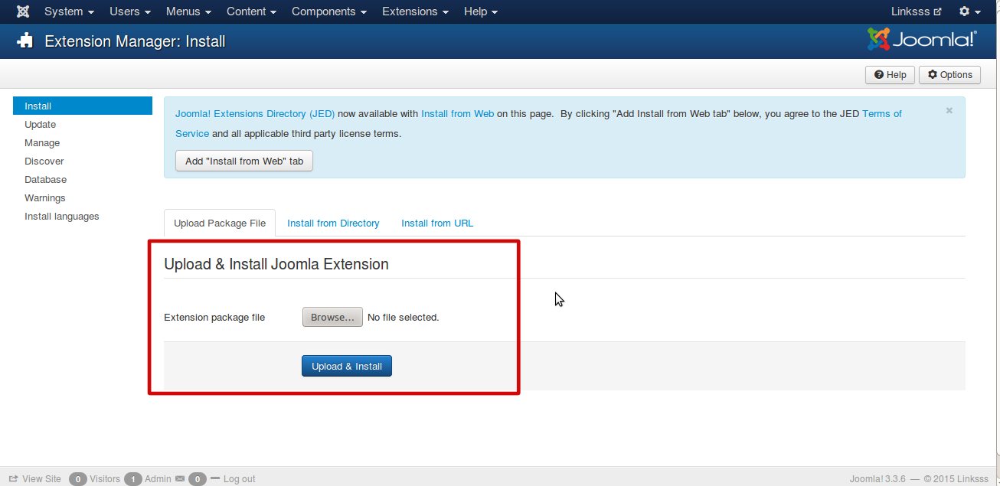 System Users Menus Content Components Extensions Help Linksss
Extension Manager: Install Joomla!®
Help Options
Install
Update
Manage
Discover
Database
Warnings
Install languages
Joomla! Extensions Directory (JED) now available with Install from Web on this page. By clicking "Add Install from Web tab" below, you agree to the JED Terms of
Service and all applicable third party license terms.
Add "Install from Web" tab
Upload Package File Install from Directory Install from URL
Upload & Install Joomla Extension
Extension package file Browse... No file selected.
Upload & Install
View Site 0 Visitors 1 Admin 0 Log out Joomla! 3.3.6 — © 2015 Linksss